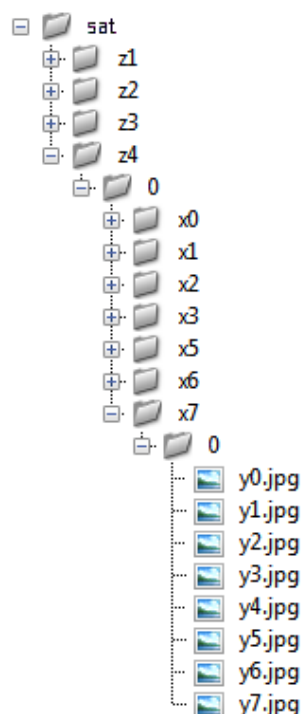 sat
z1
z2
z3
z4
0
x0
x1
x2
x3
x5
x6
x7
0
y0.jpg
y1.jpg
y2.jpg
y3.jpg
y4.jpg
y5.jpg
y6.jpg
y7.jpg